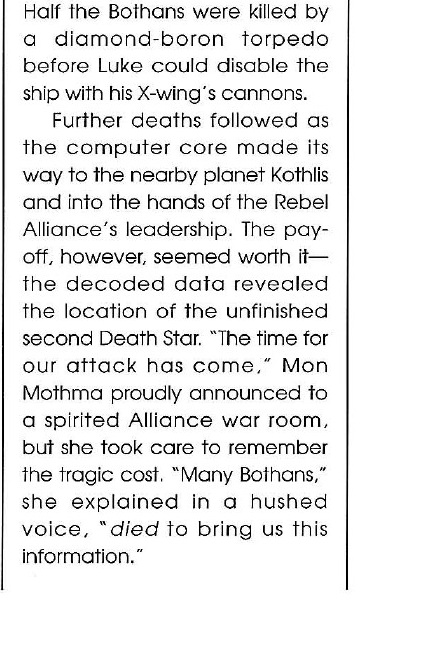 Half the Bothans were killed by
a diamond-boron torpedo
before Luke could disable the
ship with his X-wing's cannons.
Further deaths followed as
the computer core made its
way to the nearby planet Kothlis
and into the hands of the Rebel
Alliance's leadership. The pay-
off, however, seemed worth it—
the decoded data revealed
the location of the unfinished
second Death Star. "The time for
our attack has come," Mon
Mothma proudly announced to
a spirited Alliance war room,
but she took care to remember
the tragic cost. "Many Bothans,"
she explained in a hushed
voice, "died to bring us this
information."